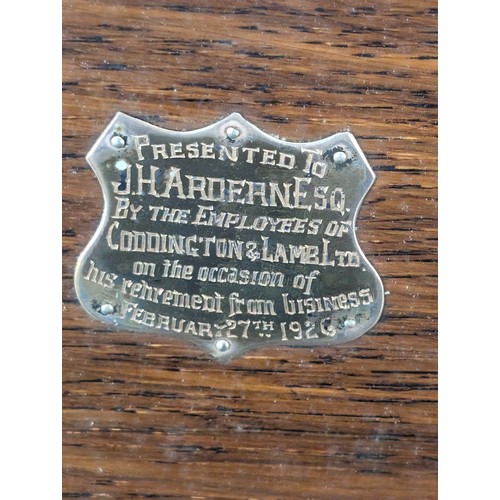 PRESENTED TO
J.H.ARDERN ESQ.
BY THE EMPLOYEES OF
CODDINGTON & LAMB LTD
on the occasion of
his retirement from business
FEBRUARY 27TH 1926